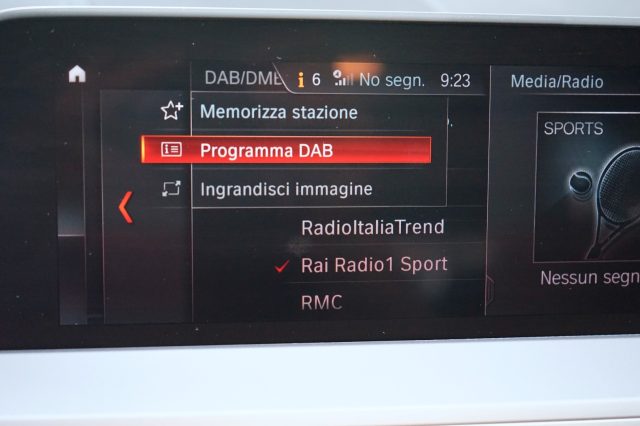 DAB/DMB
6
No segn.
9:23
Media/Radio
Memorizza stazione
SPORTS
Programma DAB
Ingrandisci immagine
RadioItaliaTrend
Rai Radio1 Sport
Nessun segn
RMC